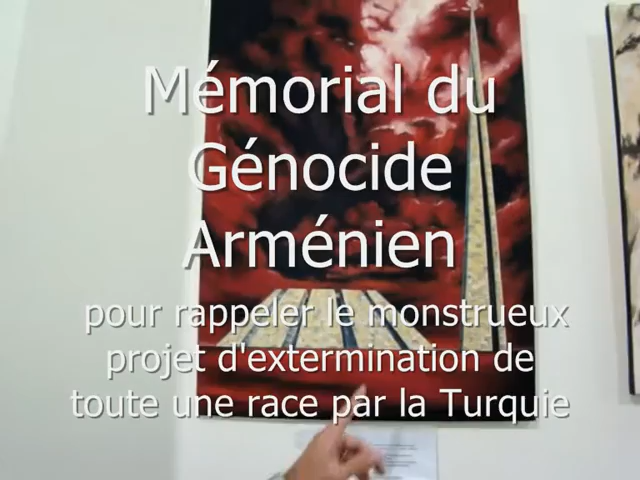 Mémorial du
Génocide
Arménien
pour rappeler le monstrueux
projet d'extermination de
toute une race par la Turquie